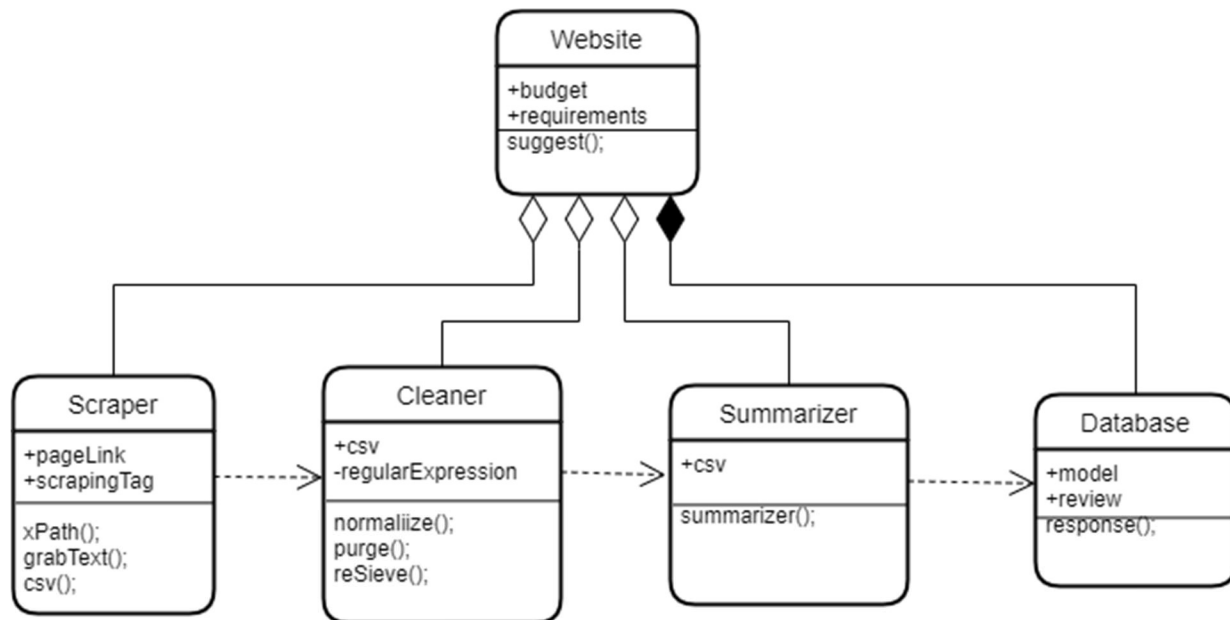 Website
+budget
+requirements
suggest();
Scraper
+pageLink
+scrapingTag
xPath();
grabText();
csv();
Cleaner
+csv
-regularExpression
normaliize();
purge();
reSieve();
Summarizer
+csv
summarizer();
Database
+model
+review
response();